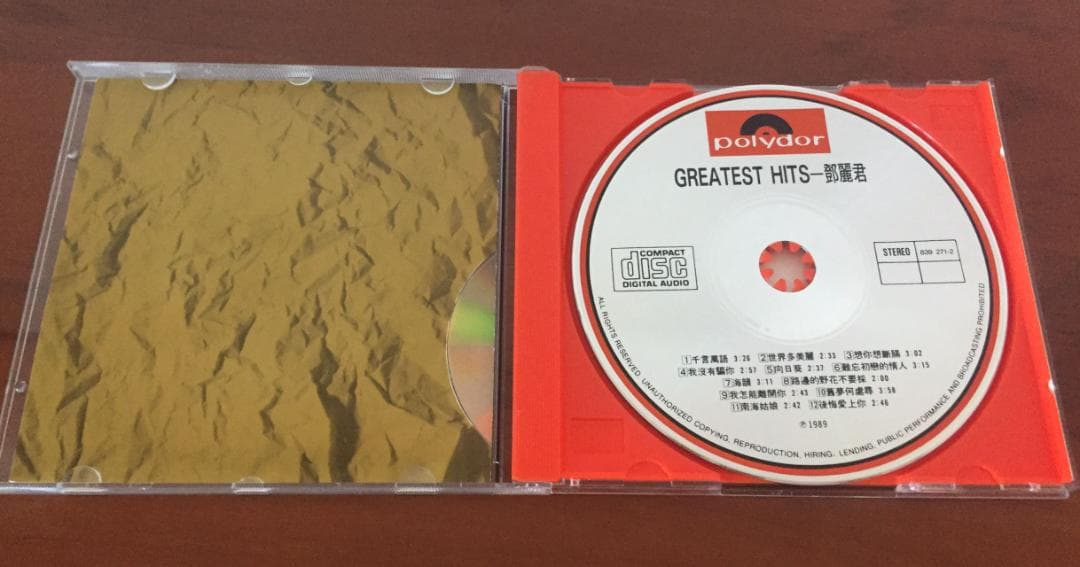 polydor
GREATEST HITS—鄧麗君
COMPACT
disc
DIGITAL AUDIO
STEREO 839 271-2
1千言萬語 3:26 2世界多美麗 2:33 3想你想斷腸 3:02
4我沒有騙你 2:57 5向日葵 2:37 6難忘初戀的情人 3:15
7海韻 3:11 8路邊的野花不要採 2:00
9我怎能離開你 2:43 10舊夢何處尋 3:58
11南海姑娘 2:42 12後悔愛上你 2:46
℗ 1989
ALL RIGHTS RESERVED. UNAUTHORIZED COPYING, REPRODUCTION, HIRING, LENDING, PUBLIC PERFORMANCE AND BROADCASTING PROHIBITED